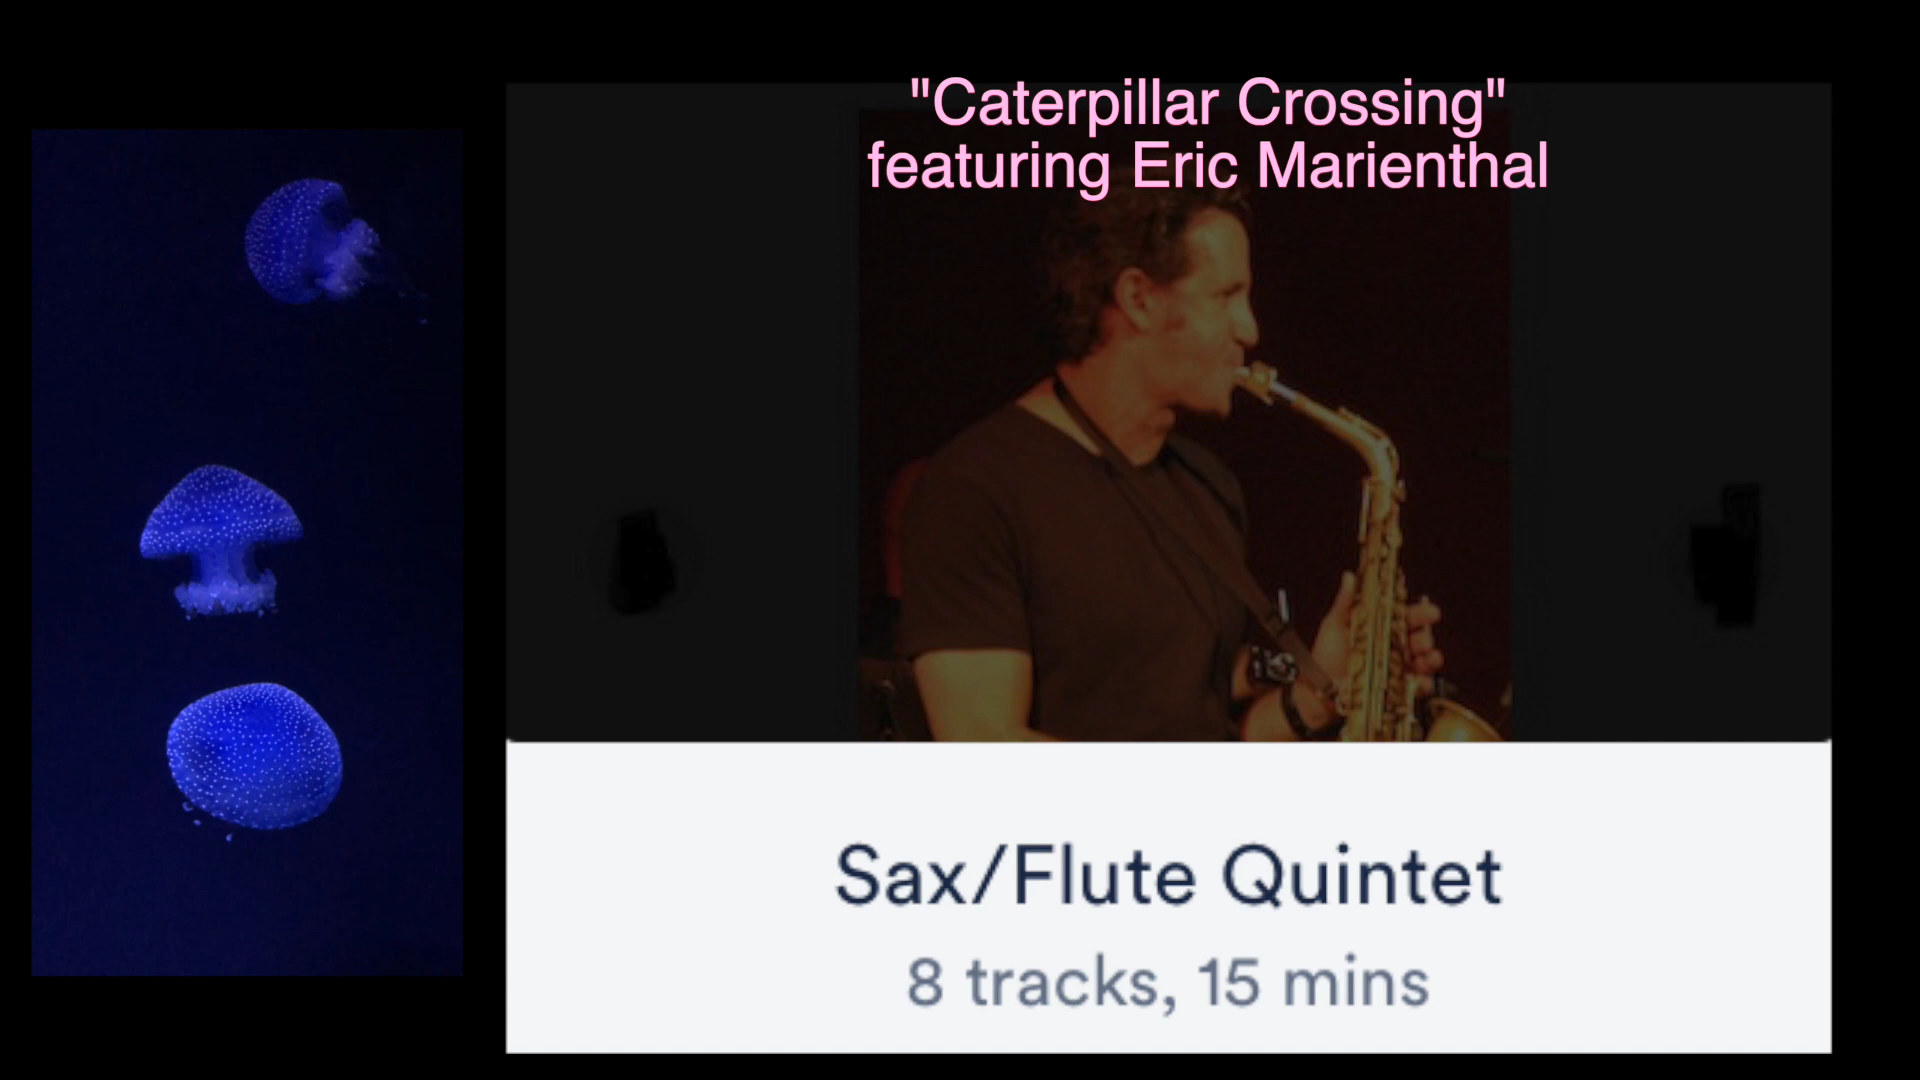 "Caterpillar Crossing"
featuring Eric Marienthal
Sax/Flute Quintet
8 tracks, 15 mins